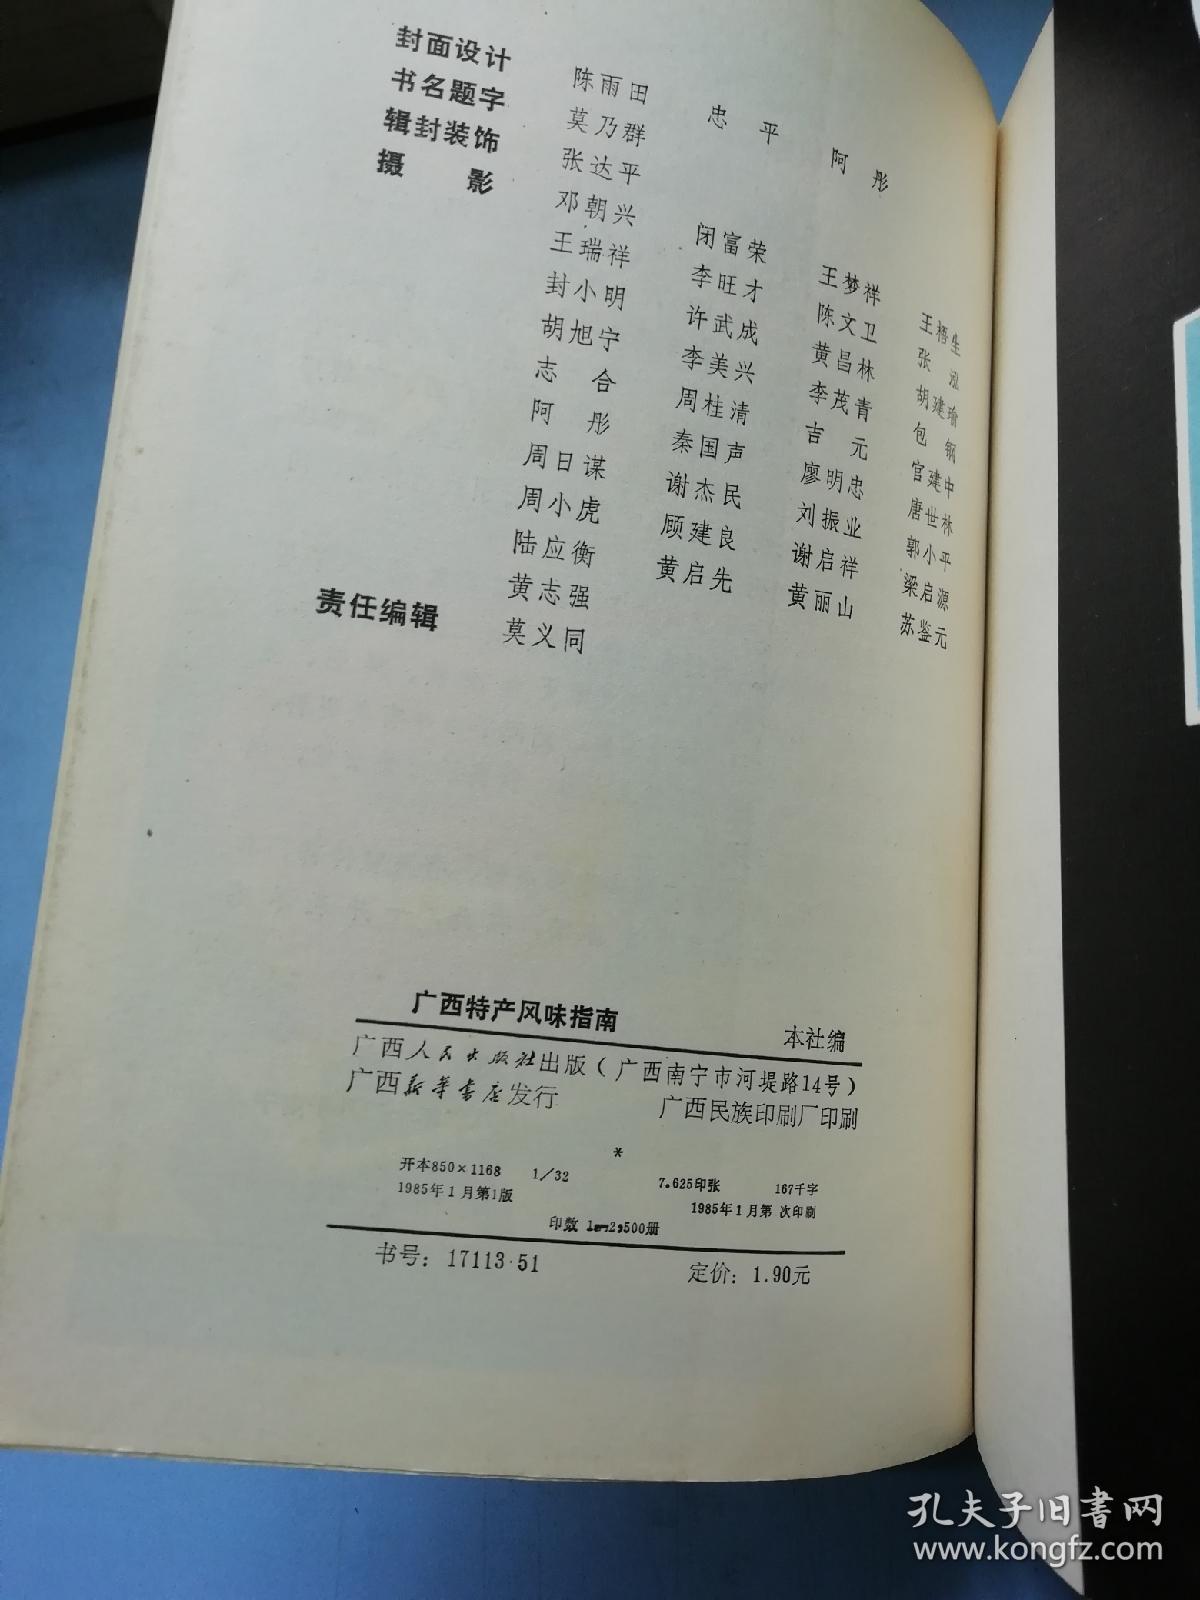 封面设计 陈雨田 忠平 阿彤
书名题字 莫乃群
辑封装饰 张达平
摄影 邓朝兴 闭富荣 王梦祥 王梧生
王瑞祥 李旺才 陈文卫 张泓
封小明 许武成 黄昌林 胡建瑜
胡旭宁 李美兴 李茂青 包钢
志合 周桂清 吉元 宫建中
阿彤 秦国声 廖明忠 唐世林
周日谋 谢杰民 刘振业 郭小平
周小虎 顾建良 谢启祥 梁启源
陆应衡 黄启先 黄丽山 苏鉴元
黄志强
责任编辑 莫义同
广西特产风味指南
本社编
广西人民出版社出版(广西南宁市河堤路14号)
广西新华书店发行 广西民族印刷厂印刷
*
开本850×1168 1/32 7.625印张 167千字
1985年1月第1版 1985年1月第 次印刷
印数 1—2,500册
书号：17113·51 定价：1.90元
孔夫子旧书网
www.kongfz.com